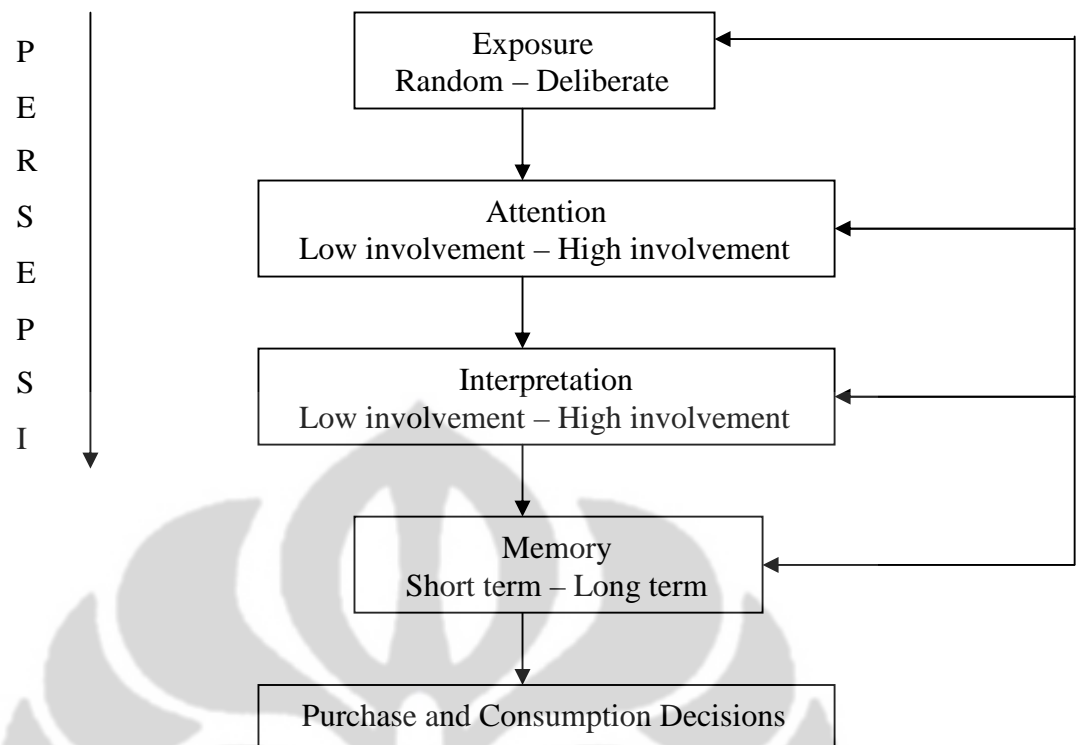 P
E
R
S
E
P
S
I
Exposure
Random – Deliberate
Attention
Low involvement – High involvement
Interpretation
Low involvement – High involvement
Memory
Short term – Long term
Purchase and Consumption Decisions